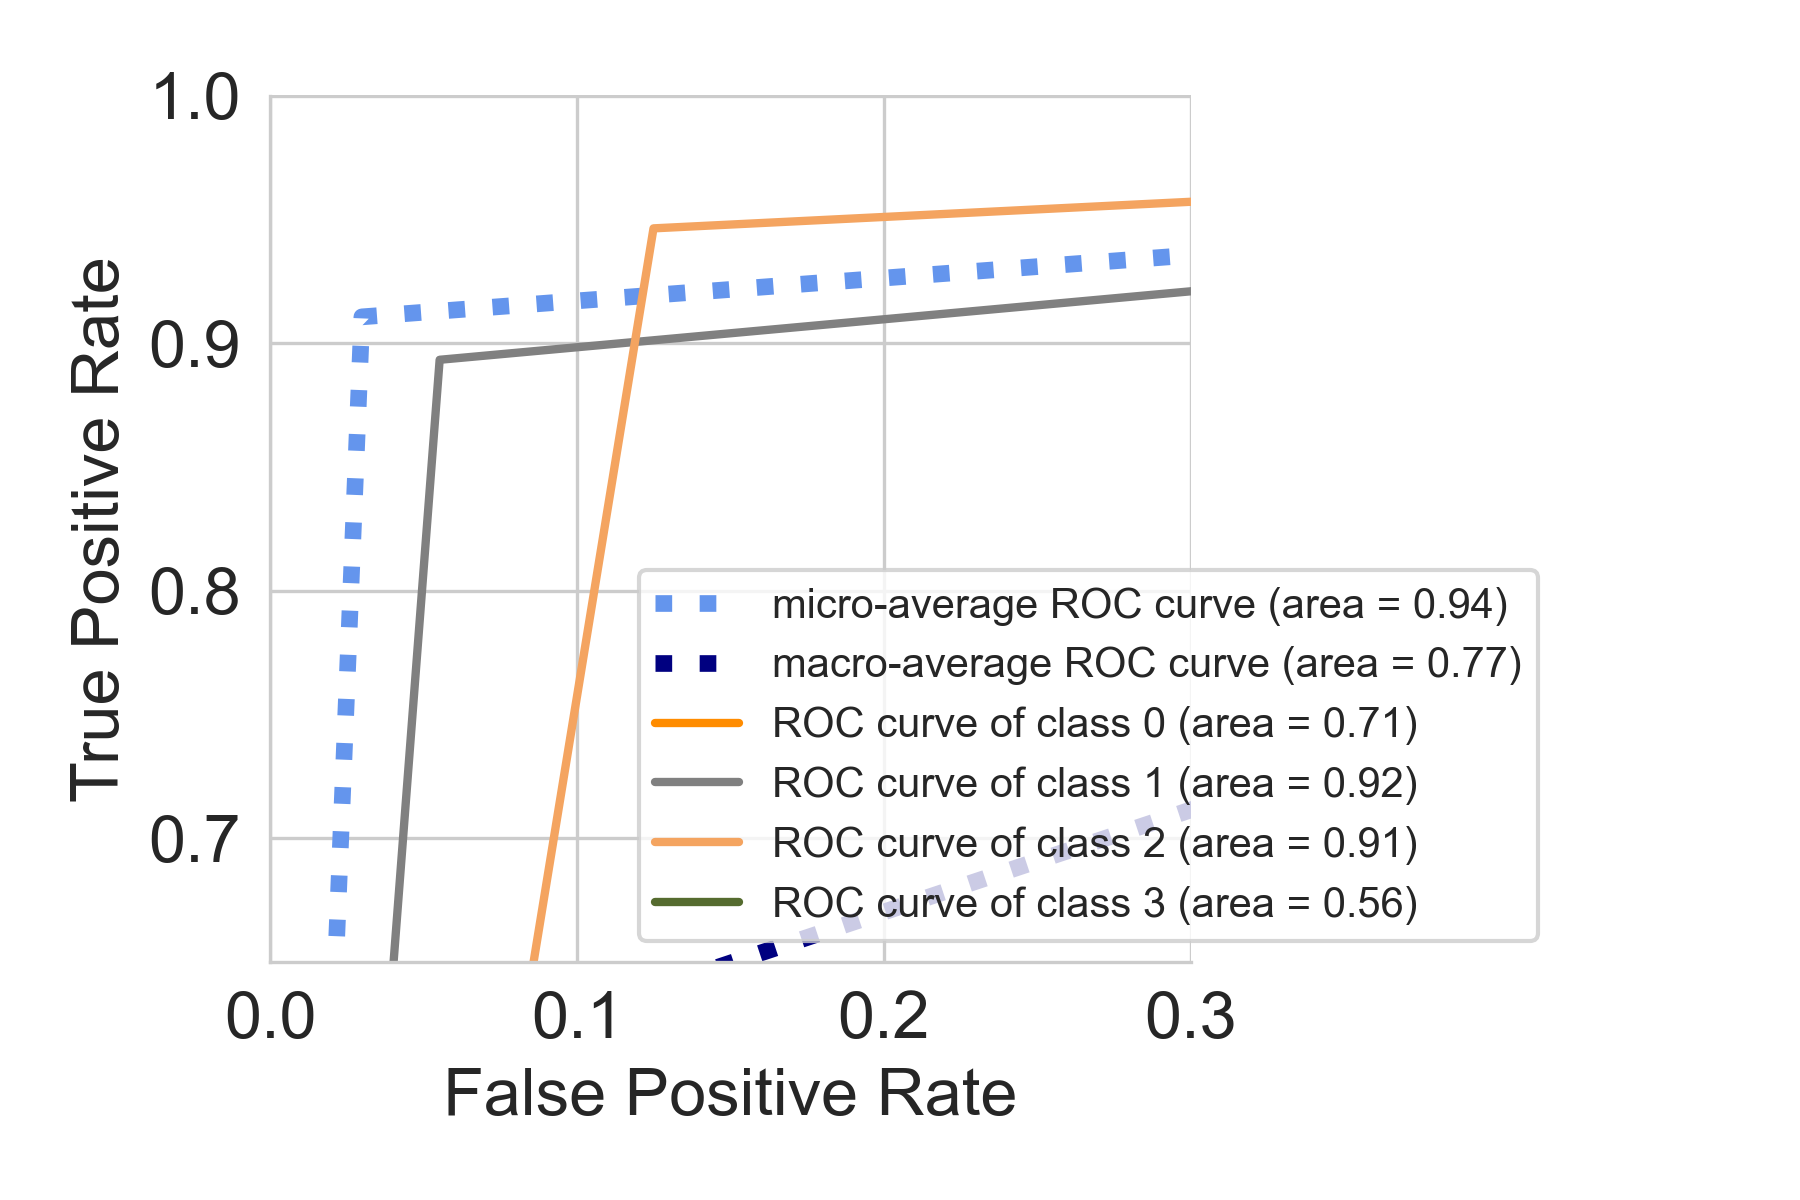 True Positive Rate
1.0
0.9
0.8
0.7
micro-average ROC curve (area = 0.94)
macro-average ROC curve (area = 0.77)
ROC curve of class 0 (area = 0.71)
ROC curve of class 1 (area = 0.92)
ROC curve of class 2 (area = 0.91)
ROC curve of class 3 (area = 0.56)
0.0 0.1 0.2 0.3
False Positive Rate